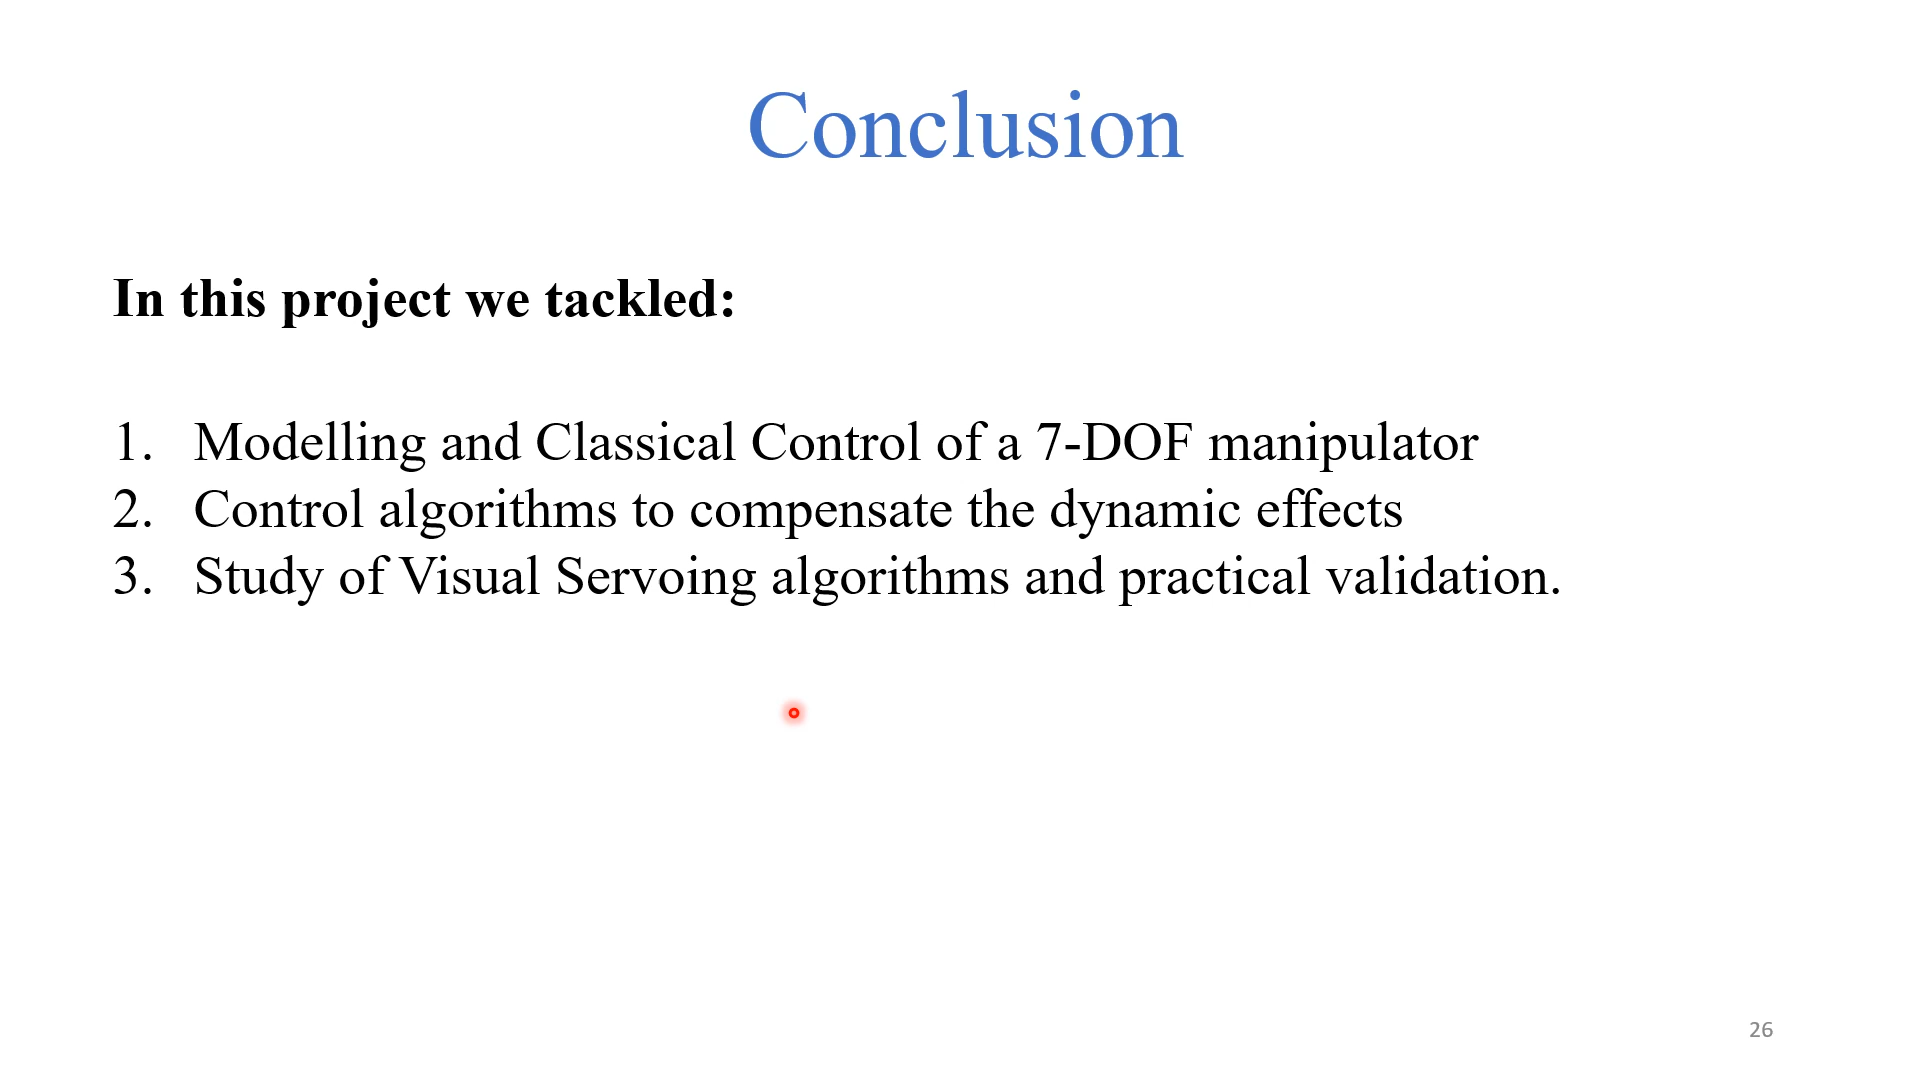 Conclusion
In this project we tackled:
1. Modelling and Classical Control of a 7-DOF manipulator
2. Control algorithms to compensate the dynamic effects
3. Study of Visual Servoing algorithms and practical validation.
26